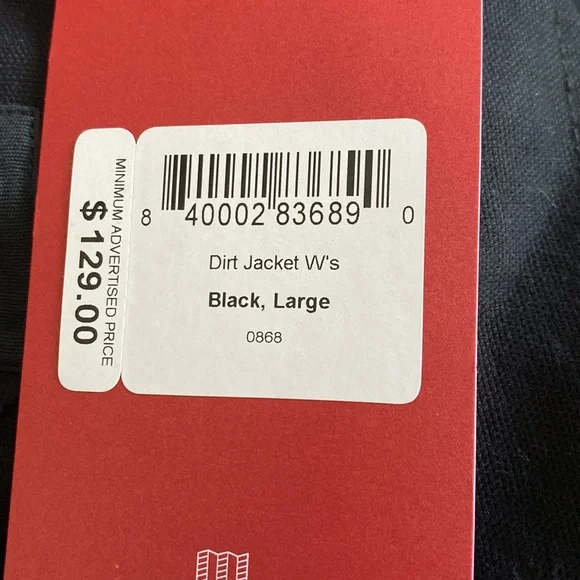 MINIMUM ADVERTISED PRICE
$129.00
8 40002 83689 0
Dirt Jacket W's
Black, Large
0868